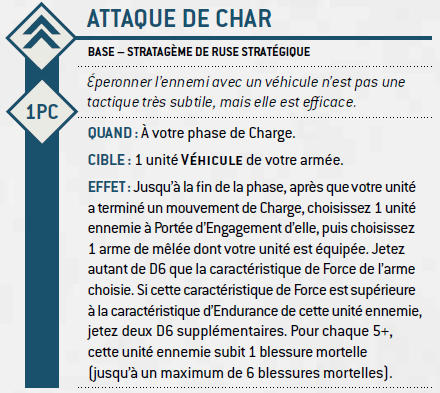 ATTAQUE DE CHAR
BASE – STRATAGÈME DE RUSE STRATÉGIQUE
Éperonner l'ennemi avec un véhicule n'est pas une
tactique très subtile, mais elle est efficace.
1PC
QUAND : À votre phase de Charge.
CIBLE : 1 unité VÉHICULE de votre armée.
EFFET : Jusqu'à la fin de la phase, après que votre unité
a terminé un mouvement de Charge, choisissez 1 unité
ennemie à Portée d'Engagement d'elle, puis choisissez
1 arme de mêlée dont votre unité est équipée. Jetez
autant de D6 que la caractéristique de Force de l'arme
choisie. Si cette caractéristique de Force est supérieure
à la caractéristique d'Endurance de cette unité ennemie,
jetez deux D6 supplémentaires. Pour chaque 5+,
cette unité ennemie subit 1 blessure mortelle
(jusqu'à un maximum de 6 blessures mortelles).